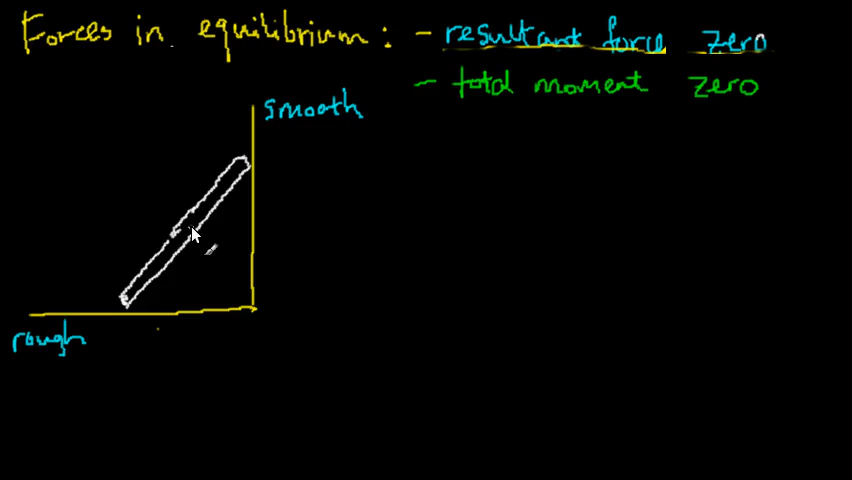 Forces in equilibrium: - resultant force zero
- total moment zero
smooth
rough